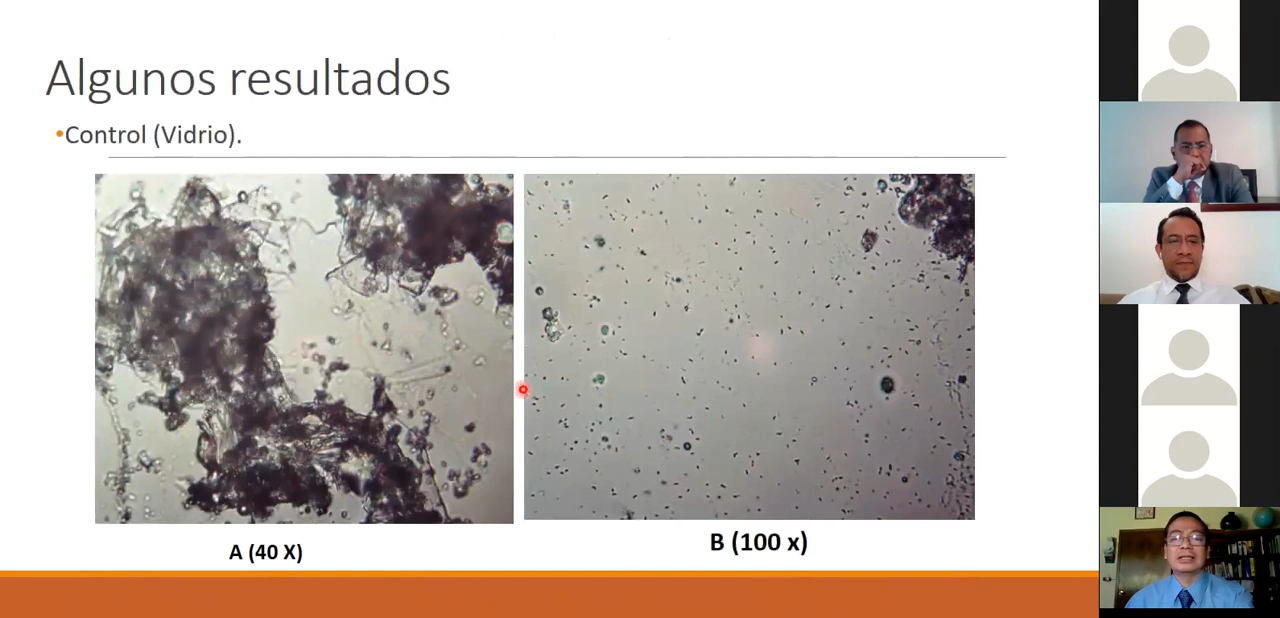 Algunos resultados
•Control (Vidrio).
A (40 X)
B (100 x)